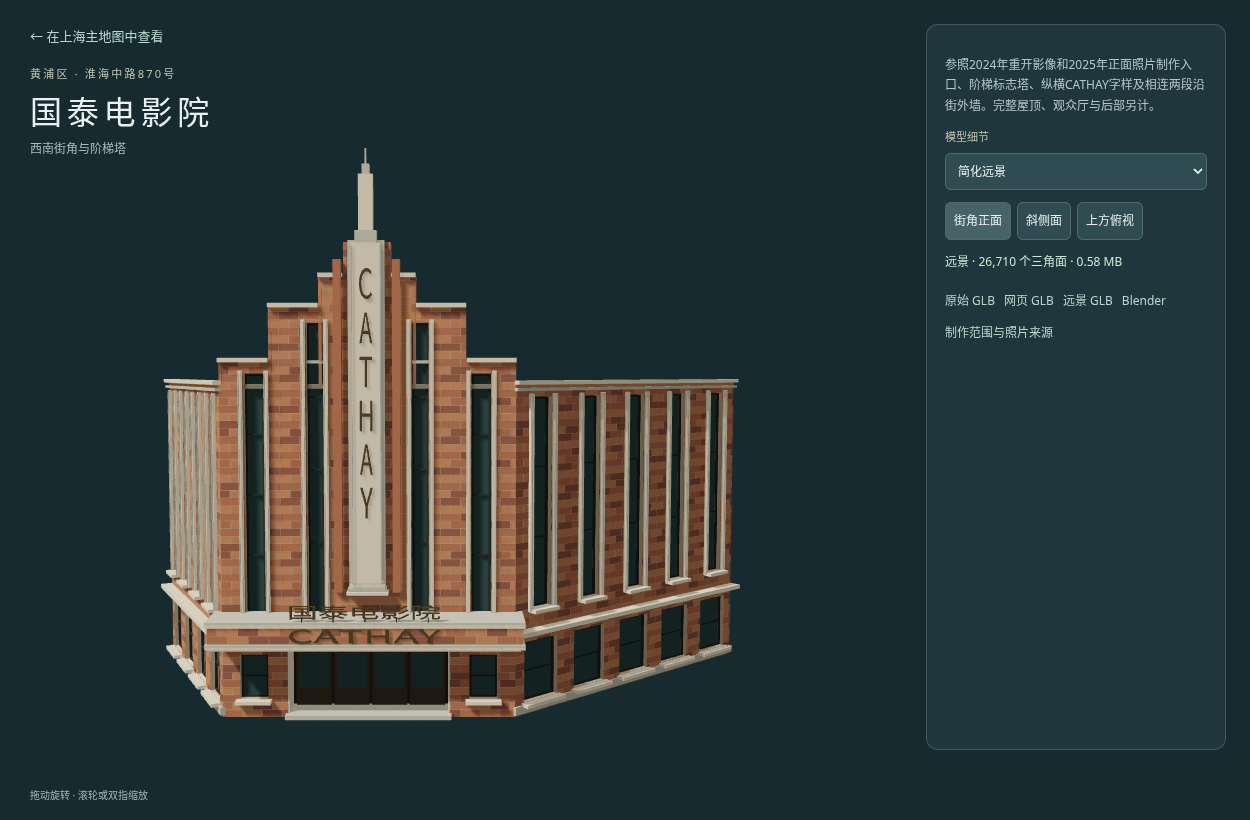 ← 在上海主地图中查看
黄浦区 · 淮海中路870号
国泰电影院
西南街角与阶梯塔
CATHAY
国泰电影院
CATHAY
拖动旋转 · 滚轮或双指缩放
参照2024年重开影像和2025年正面照片制作入
口、阶梯标志塔、纵横CATHAY字样及相连两段沿
街外墙。完整屋顶、观众厅与后部另计。
模型细节
简化远景
街角正面 斜侧面 上方俯视
远景 · 26,710 个三角面 · 0.58 MB
原始 GLB 网页 GLB 远景 GLB Blender
制作范围与照片来源